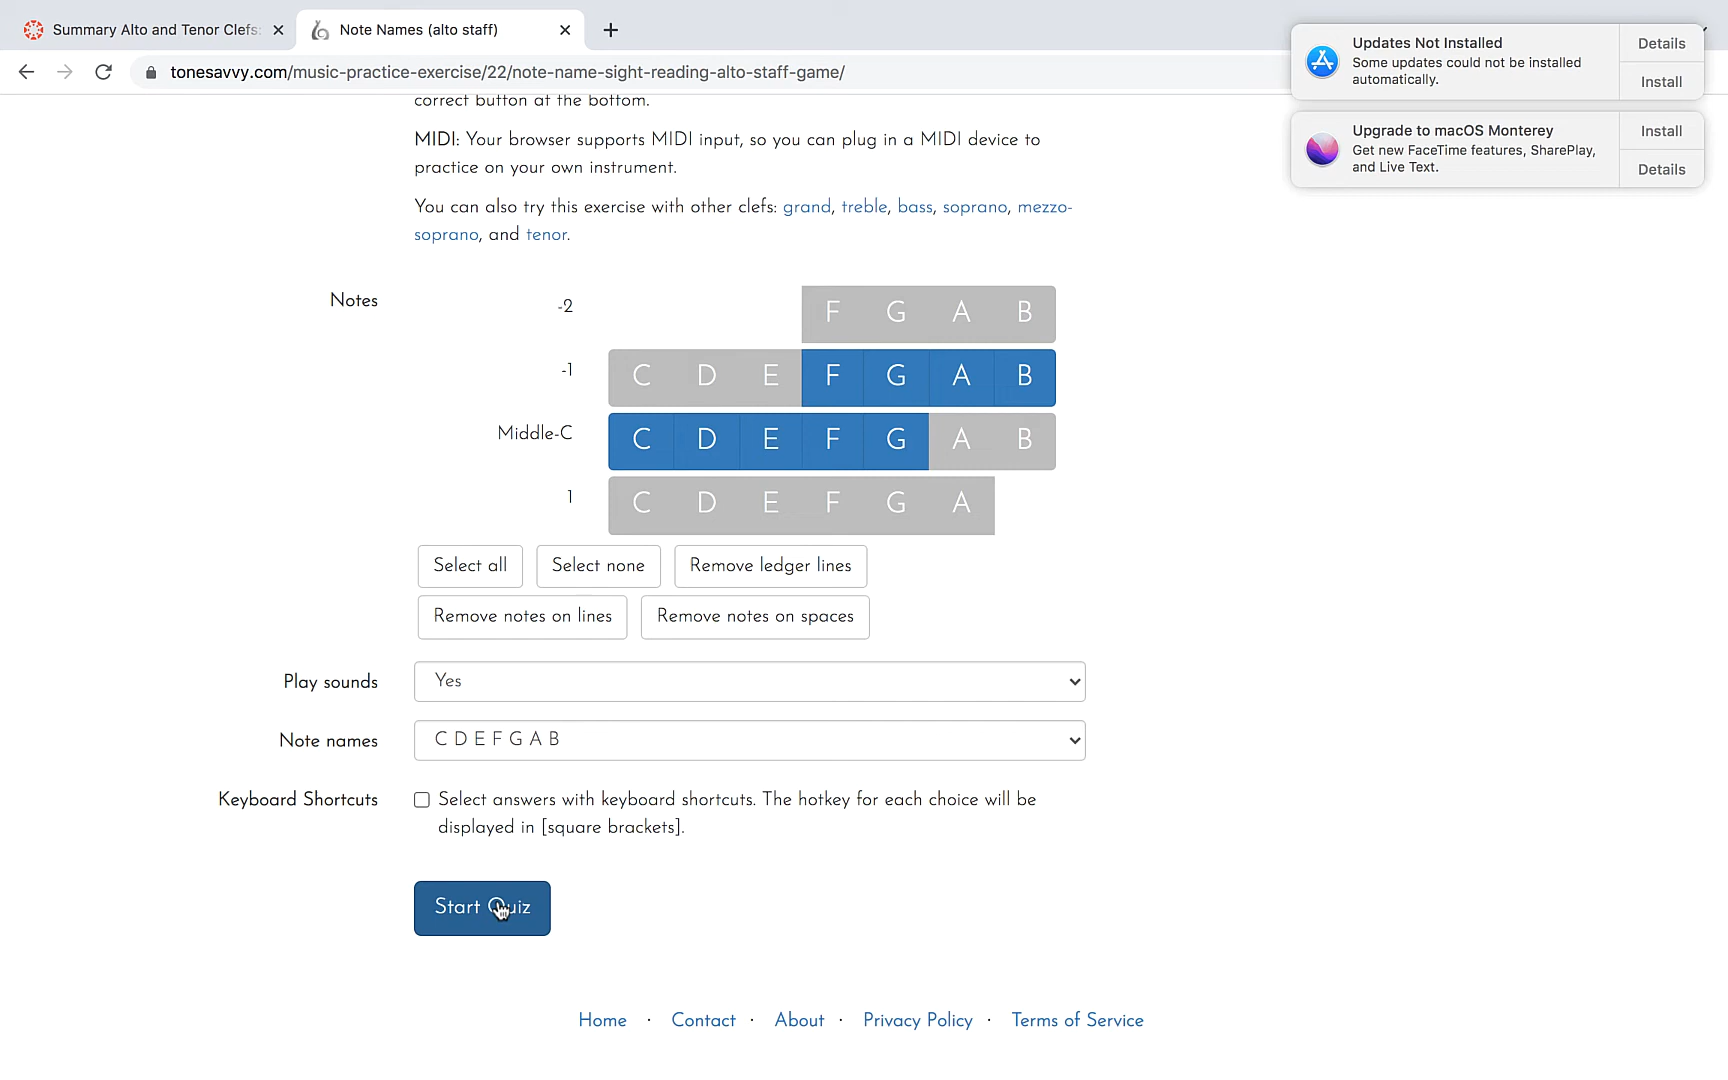 Summary Alto and Tenor Clefs:
Note Names (alto staff)
tonesavvy.com/music-practice-exercise/22/note-name-sight-reading-alto-staff-game/
Updates Not Installed
Some updates could not be installed
automatically.
Details
Install
Upgrade to macOS Monterey
Get new FaceTime features, SharePlay,
and Live Text.
Install
Details
correct button at the bottom.
MIDI: Your browser supports MIDI input, so you can plug in a MIDI device to
practice on your own instrument.
You can also try this exercise with other clefs: grand, treble, bass, soprano, mezzo-
soprano, and tenor.
Notes
-2 F G A B
-1 C D E F G A B
Middle-C C D E F G A B
1 C D E F G A
Select all Select none Remove ledger lines
Remove notes on lines Remove notes on spaces
Play sounds Yes
Note names C D E F G A B
Keyboard Shortcuts Select answers with keyboard shortcuts. The hotkey for each choice will be
displayed in [square brackets].
Start Quiz
Home · Contact · About · Privacy Policy · Terms of Service